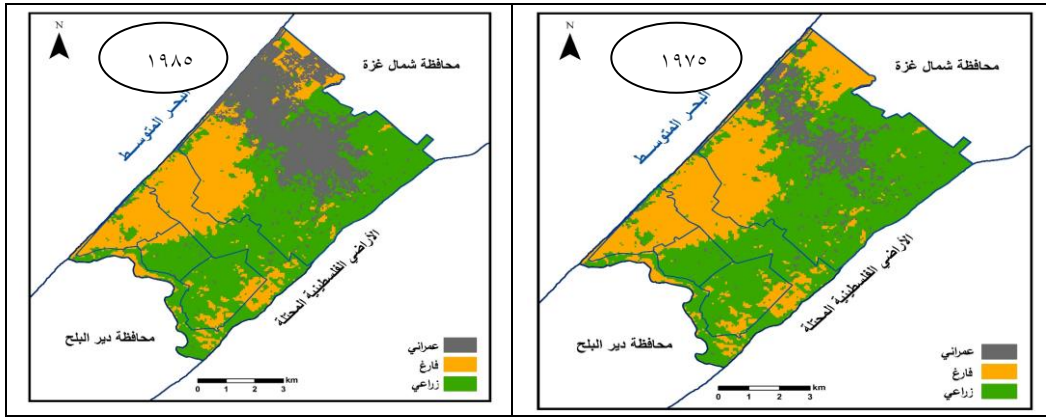 N
١٩٧٥
محافظة شمال غزة
البحر المتوسط
الأراضي الفلسطينية المحتلة
محافظة دير البلح
عمراني
فارغ
زراعي
km
0 1 2 3
N
١٩٨٥
محافظة شمال غزة
البحر المتوسط
الأراضي الفلسطينية المحتلة
محافظة دير البلح
عمراني
فارغ
زراعي
km
0 1 2 3